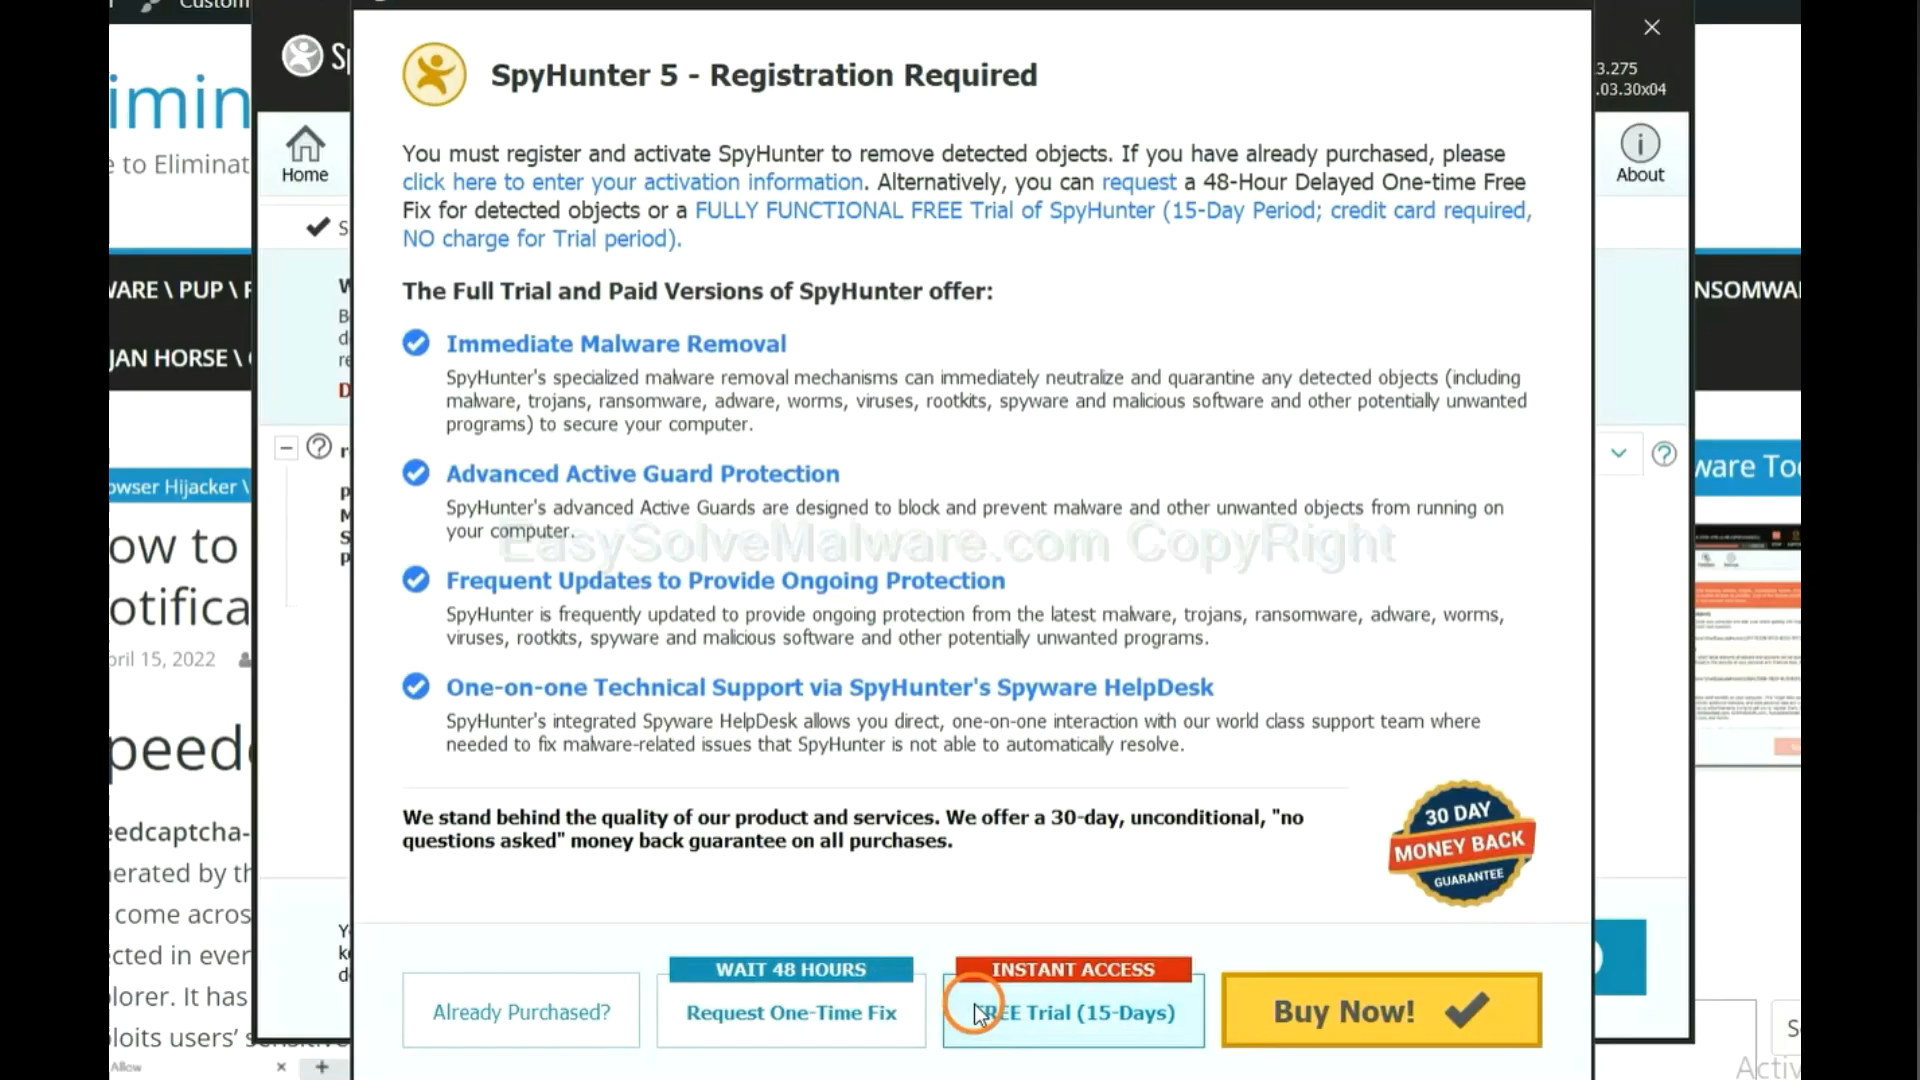 Custom
SpyHunter 5 - Registration Required
3.275
.03.30x04
imin
e to Eliminat
Home
About
You must register and activate SpyHunter to remove detected objects. If you have already purchased, please
click here to enter your activation information. Alternatively, you can request a 48-Hour Delayed One-time Free
Fix for detected objects or a FULLY FUNCTIONAL FREE Trial of SpyHunter (15-Day Period; credit card required,
NO charge for Trial period).
WARE \ PUP \ R
NSOMWA
The Full Trial and Paid Versions of SpyHunter offer:
Immediate Malware Removal
JAN HORSE \
SpyHunter's specialized malware removal mechanisms can immediately neutralize and quarantine any detected objects (including
malware, trojans, ransomware, adware, worms, viruses, rootkits, spyware and malicious software and other potentially unwanted
programs) to secure your computer.
ware Too
owser Hijacker \
Advanced Active Guard Protection
SpyHunter's advanced Active Guards are designed to block and prevent malware and other unwanted objects from running on
your computer.
EasySolveMalware.com CopyRight
ow to
Frequent Updates to Provide Ongoing Protection
otifica
SpyHunter is frequently updated to provide ongoing protection from the latest malware, trojans, ransomware, adware, worms,
viruses, rootkits, spyware and malicious software and other potentially unwanted programs.
pril 15, 2022
One-on-one Technical Support via SpyHunter's Spyware HelpDesk
SpyHunter's integrated Spyware HelpDesk allows you direct, one-on-one interaction with our world class support team where
needed to fix malware-related issues that SpyHunter is not able to automatically resolve.
peedc
We stand behind the quality of our product and services. We offer a 30-day, unconditional, "no
questions asked" money back guarantee on all purchases.
30 DAY
MONEY BACK
GUARANTEE
eedcaptcha-
nerated by th
come across
cted in ever
plorer. It has
ploits users' sensitive
WAIT 48 HOURS
INSTANT ACCESS
Already Purchased?
Request One-Time Fix
FREE Trial (15-Days)
Buy Now!
Allow
Activ